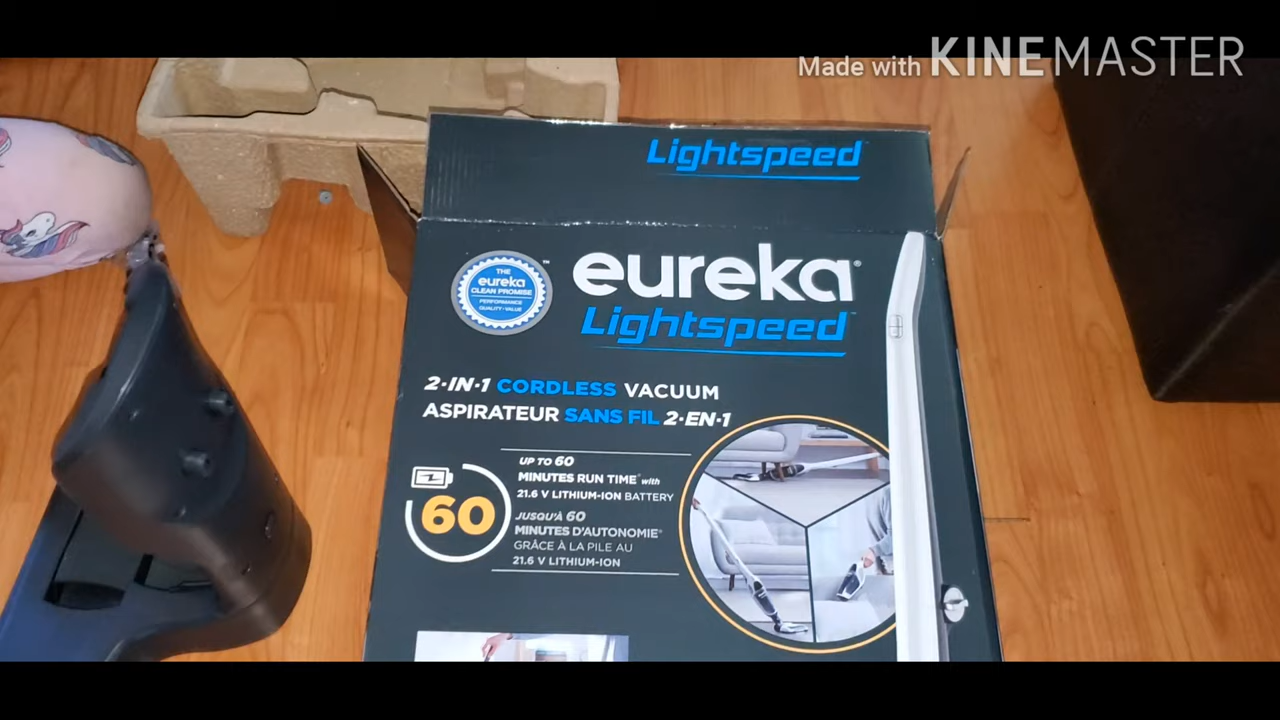 Made with KINEMASTER
Lightspeed
THE
eureka
CLEAN PROMISE
PERFORMANCE
QUALITY·VALUE
™
eureka®
Lightspeed™
2·IN·1 CORDLESS VACUUM
ASPIRATEUR SANS FIL 2·EN·1
60
UP TO 60
MINUTES RUN TIME* with
21.6 V LITHIUM-ION BATTERY
JUSQU'À 60
MINUTES D'AUTONOMIE*
GRÂCE À LA PILE AU
21.6 V LITHIUM-ION